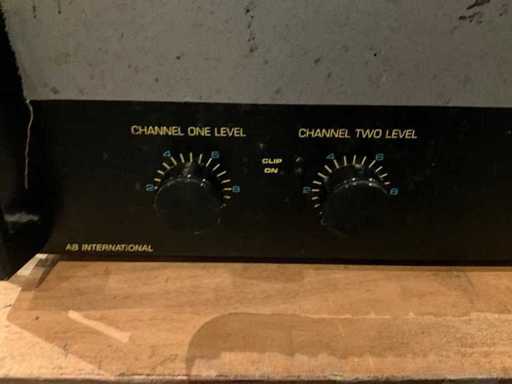 CHANNEL ONE LEVEL
CHANNEL TWO LEVEL
4 6
CLIP
4 6
2 8
ON
2 8
AB INTERNATIONAL